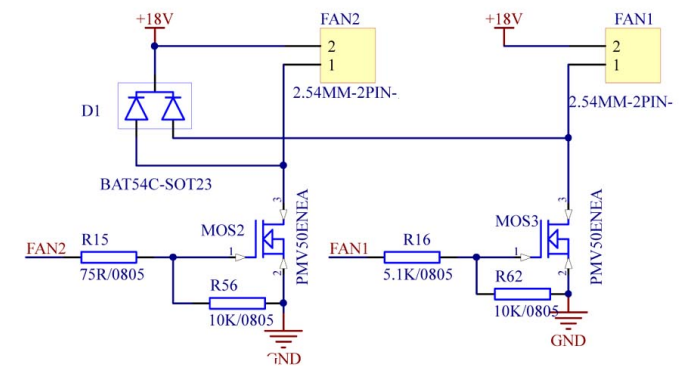 +18V
FAN2
2
1
2.54MM-2PIN-
+18V
FAN1
2
1
2.54MM-2PIN-
D1
BAT54C-SOT23
MOS2
3
1
2
PMV50ENEA
FAN2
R15
75R/0805
R56
10K/0805
GND
MOS3
3
1
2
PMV50ENEA
FAN1
R16
5.1K/0805
R62
10K/0805
GND